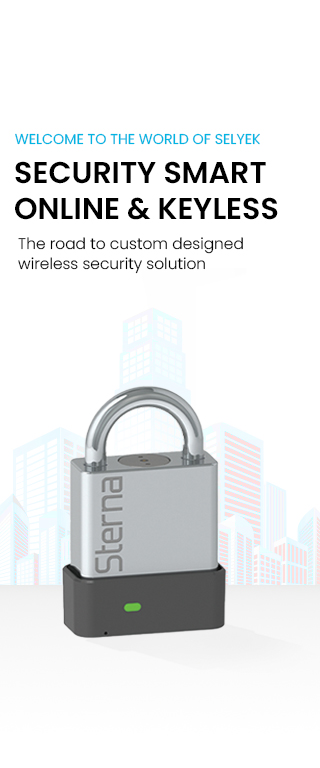 WELCOME TO THE WORLD OF SELYEK
SECURITY SMART
ONLINE & KEYLESS
The road to custom designed
wireless security solution
Sterna